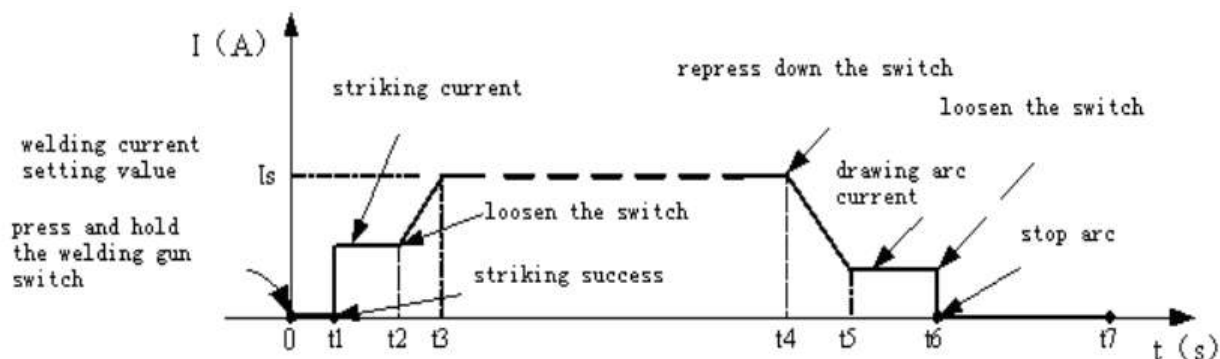 I (A)
repress down the switch
striking current
loosen the switch
welding current
setting value
Is
drawing arc
current
press and hold
the welding gun
switch
loosen the switch
stop arc
striking success
0
t1
t2
t3
t4
t5
t6
t7
t (s)